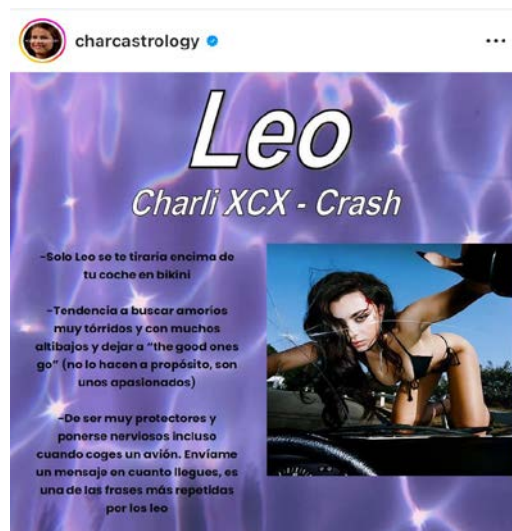 charcastrology
Leo
Charli XCX - Crash
-Solo Leo se te tiraría encima de
tu coche en bikini
-Tendencia a buscar amoríos
muy tórridos y con muchos
altibajos y dejar a "the good ones
go" (no lo hacen a propósito, son
unos apasionados)
-De ser muy protectores y
ponerse nerviosos incluso
cuando coges un avión. Envíame
un mensaje en cuanto llegues, es
una de las frases más repetidas
por los leo